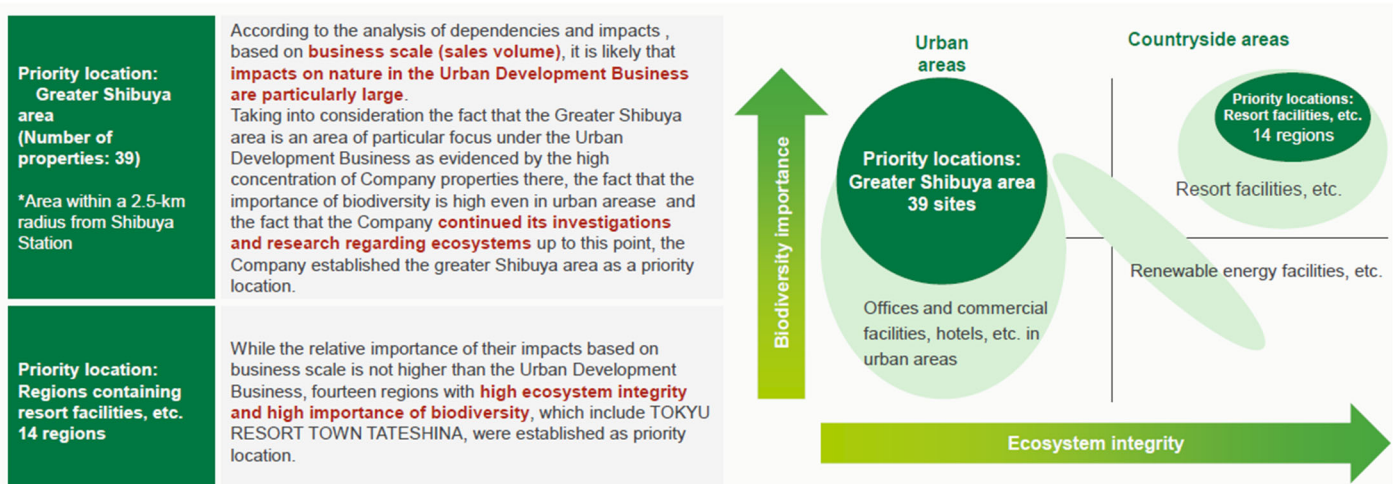 Priority location:
Greater Shibuya
area
(Number of
properties: 39)
*Area within a 2.5-km
radius from Shibuya
Station
According to the analysis of dependencies and impacts ,
based on business scale (sales volume), it is likely that
impacts on nature in the Urban Development Business
are particularly large.
Taking into consideration the fact that the Greater Shibuya
area is an area of particular focus under the Urban
Development Business as evidenced by the high
concentration of Company properties there, the fact that the
importance of biodiversity is high even in urban arease and
the fact that the Company continued its investigations
and research regarding ecosystems up to this point, the
Company established the greater Shibuya area as a priority
location.
Priority location:
Regions containing
resort facilities, etc.
14 regions
While the relative importance of their impacts based on
business scale is not higher than the Urban Development
Business, fourteen regions with high ecosystem integrity
and high importance of biodiversity, which include TOKYU
RESORT TOWN TATESHINA, were established as priority
location.
Biodiversity importance
Urban
areas
Countryside areas
Priority locations:
Greater Shibuya area
39 sites
Offices and commercial
facilities, hotels, etc. in
urban areas
Priority locations:
Resort facilities, etc.
14 regions
Resort facilities, etc.
Renewable energy facilities, etc.
Ecosystem integrity